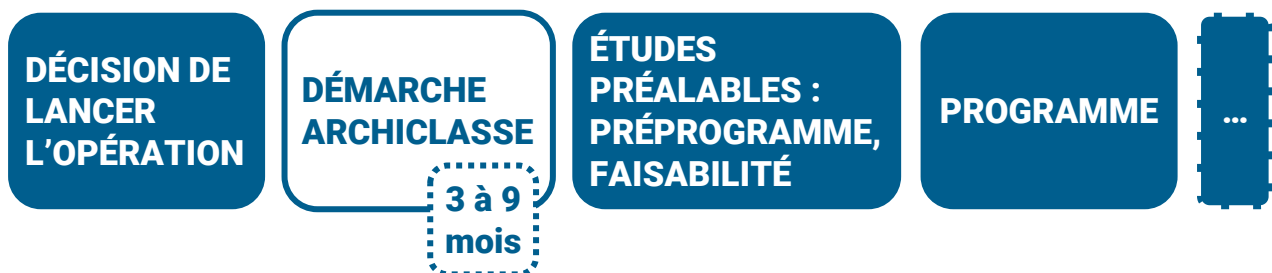 DÉCISION DE
LANCER
L’OPÉRATION
DÉMARCHE
ARCHICLASSE
3 à 9
mois
ÉTUDES
PRÉALABLES :
PRÉPROGRAMME,
FAISABILITÉ
PROGRAMME
...